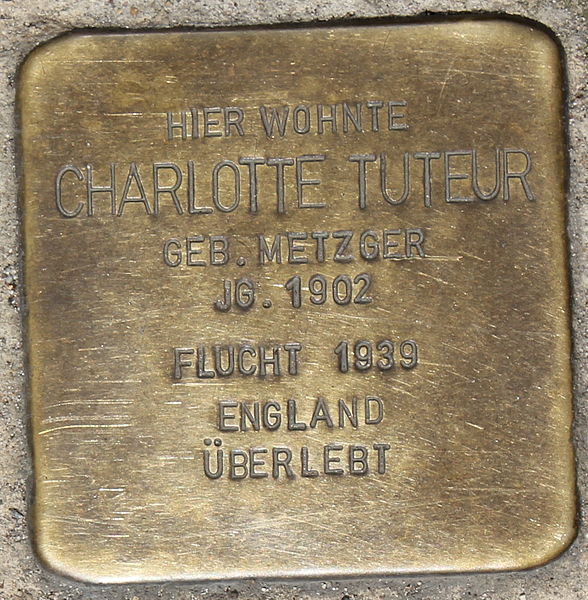 HIER WOHNTE
CHARLOTTE TUTEUR
GEB. METZGER
JG. 1902
FLUCHT 1939
ENGLAND
ÜBERLEBT